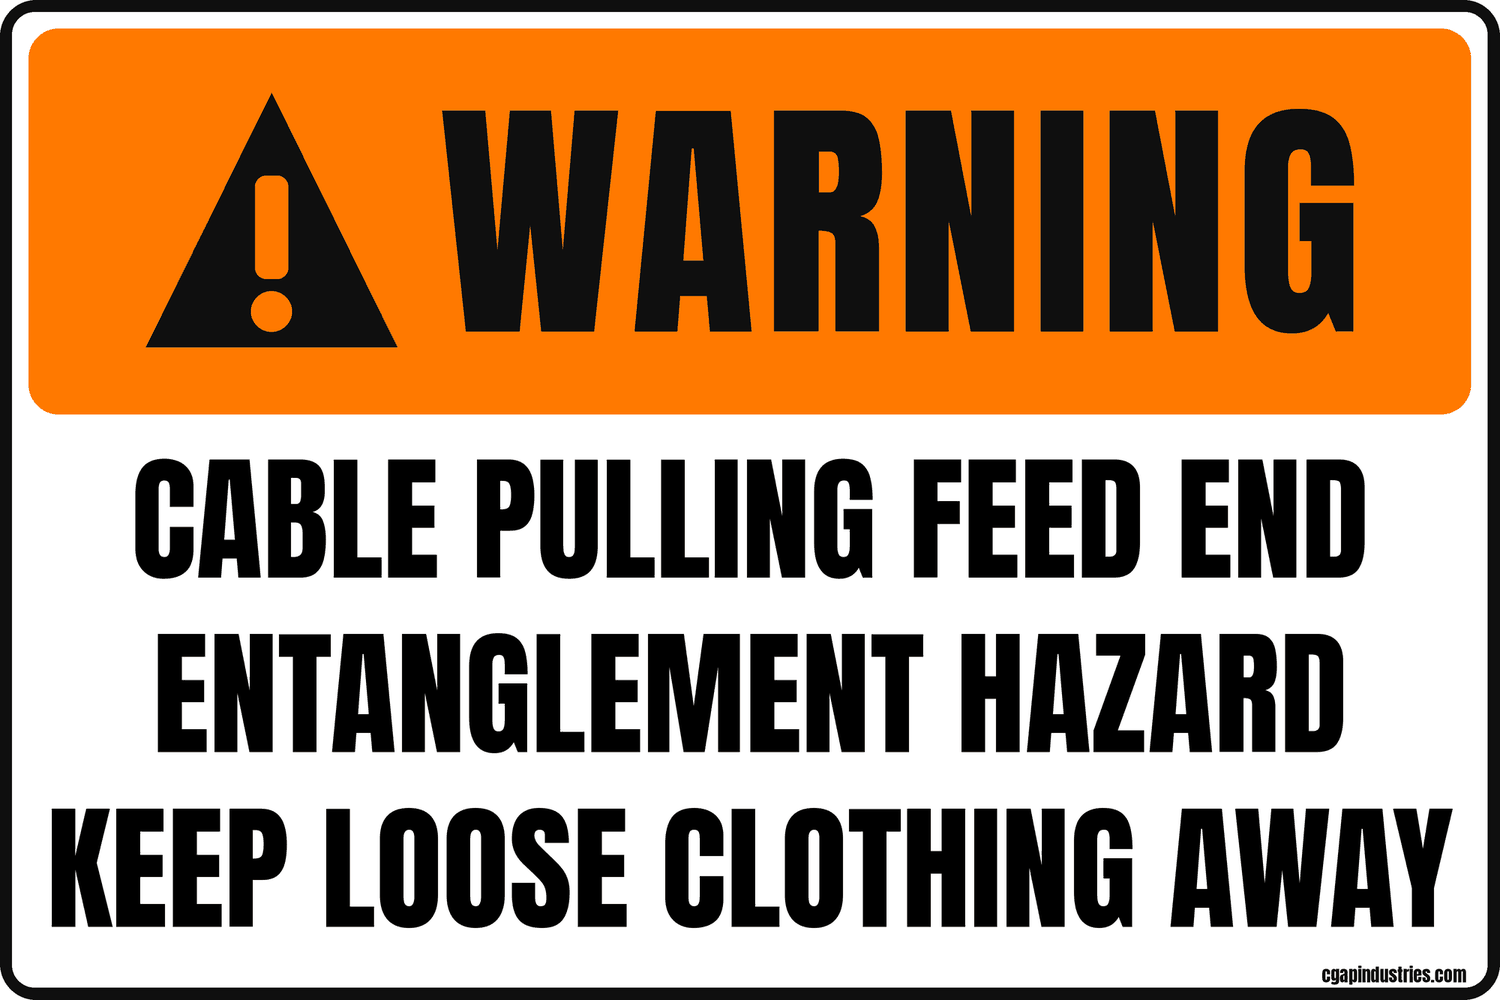 WARNING
CABLE PULLING FEED END
ENTANGLEMENT HAZARD
KEEP LOOSE CLOTHING AWAY
cgapindustries.com